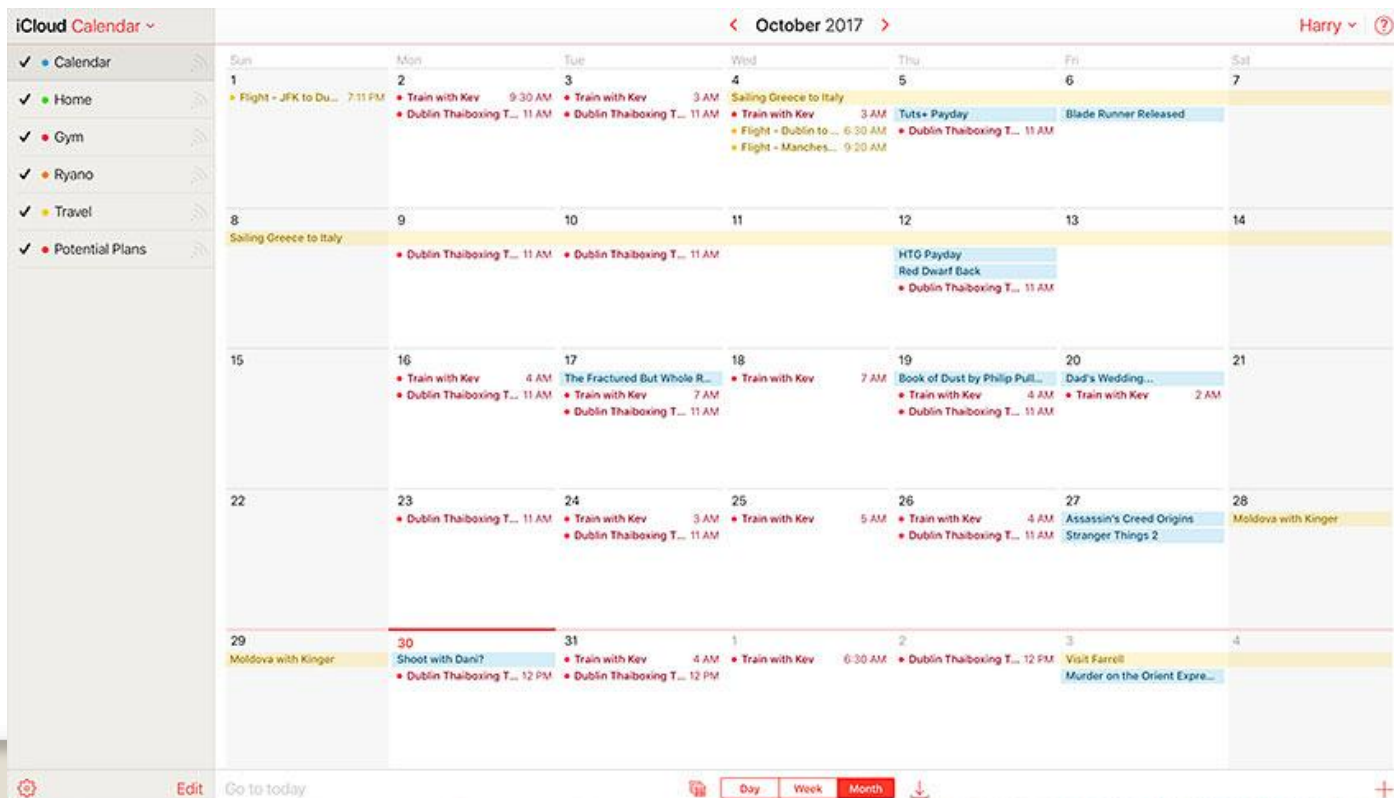 iCloud Calendar
October 2017
Harry
?
Calendar
Home
Gym
Ryano
Travel
Potential Plans
Sun Mon Tue Wed Thu Fri Sat
1 2 3 4 5 6 7
Flight - JFK to Du... 7:11 PM
Train with Kev 9:30 AM
Dublin Thaiboxing T... 11 AM
Train with Kev 3 AM
Dublin Thaiboxing T... 11 AM
Sailing Greece to Italy
Train with Kev 3 AM
Flight - Dublin to ... 6:30 AM
Flight - Manches... 9:20 AM
Tuts+ Payday
Dublin Thaiboxing T... 11 AM
Blade Runner Released
8 9 10 11 12 13 14
Sailing Greece to Italy
Dublin Thaiboxing T... 11 AM
Dublin Thaiboxing T... 11 AM
HTG Payday
Red Dwarf Back
Dublin Thaiboxing T... 11 AM
15 16 17 18 19 20 21
Train with Kev 4 AM
Dublin Thaiboxing T... 11 AM
The Fractured But Whole R...
Train with Kev 7 AM
Dublin Thaiboxing T... 11 AM
Train with Kev 7 AM
Book of Dust by Philip Pull...
Train with Kev 4 AM
Dublin Thaiboxing T... 11 AM
Dad's Wedding...
Train with Kev 2 AM
22 23 24 25 26 27 28
Dublin Thaiboxing T... 11 AM
Train with Kev 3 AM
Dublin Thaiboxing T... 11 AM
Train with Kev 5 AM
Train with Kev 4 AM
Dublin Thaiboxing T... 11 AM
Assassin's Creed Origins
Stranger Things 2
Moldova with Kinger
29 30 31 1 2 3 4
Moldova with Kinger
Shoot with Dani?
Dublin Thaiboxing T... 12 PM
Train with Kev 4 AM
Dublin Thaiboxing T... 12 PM
Train with Kev 6:30 AM
Dublin Thaiboxing T... 12 PM
Visit Farrell
Murder on the Orient Expre...
Edit
Go to today
Day Week Month